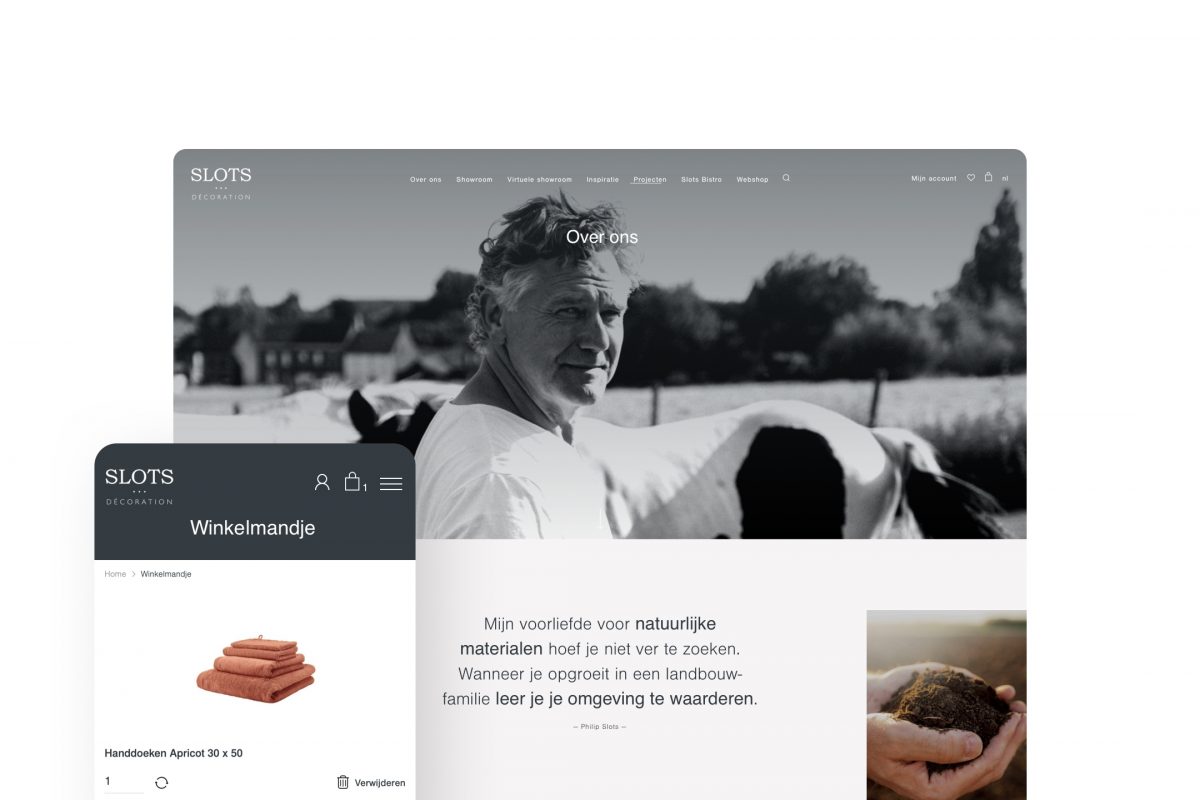 SLOTS
DECORATION
Over ons Showroom Virtuele showroom Inspiratie Projecten Slots Bistro Webshop
Mijn account nl
Over ons
Mijn voorliefde voor natuurlijke
materialen hoef je niet ver te zoeken.
Wanneer je opgroeit in een landbouw-
familie leer je je omgeving te waarderen.
— Philip Slots —
SLOTS
DECORATION
1
Winkelmandje
Home > Winkelmandje
Handdoeken Apricot 30 x 50
1
Verwijderen